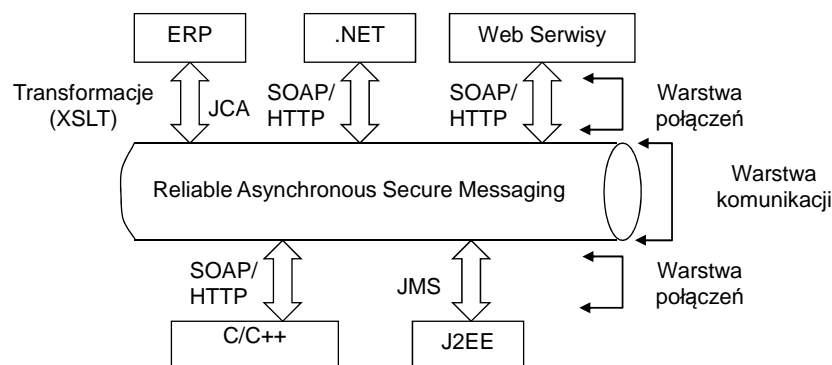 ERP
.NET
Web Serwisy
Transformacje
(XSLT)
JCA
SOAP/
HTTP
SOAP/
HTTP
Warstwa
połączeń
Reliable Asynchronous Secure Messaging
Warstwa
komunikacji
SOAP/
HTTP
JMS
Warstwa
połączeń
C/C++
J2EE